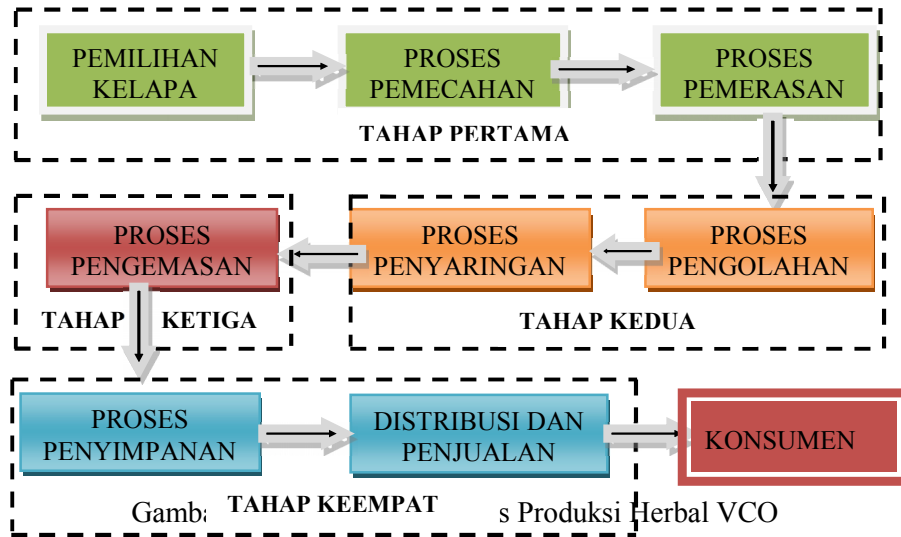 PEMILIHAN
KELAPA
PROSES
PEMECAHAN
PROSES
PEMERASAN
TAHAP PERTAMA
PROSES
PENGOLAHAN
PROSES
PENYARINGAN
TAHAP KEDUA
PROSES
PENGEMASAN
TAHAP KETIGA
PROSES
PENYIMPANAN
DISTRIBUSI DAN
PENJUALAN
KONSUMEN
TAHAP KEEMPAT
Produksi Herbal VCO